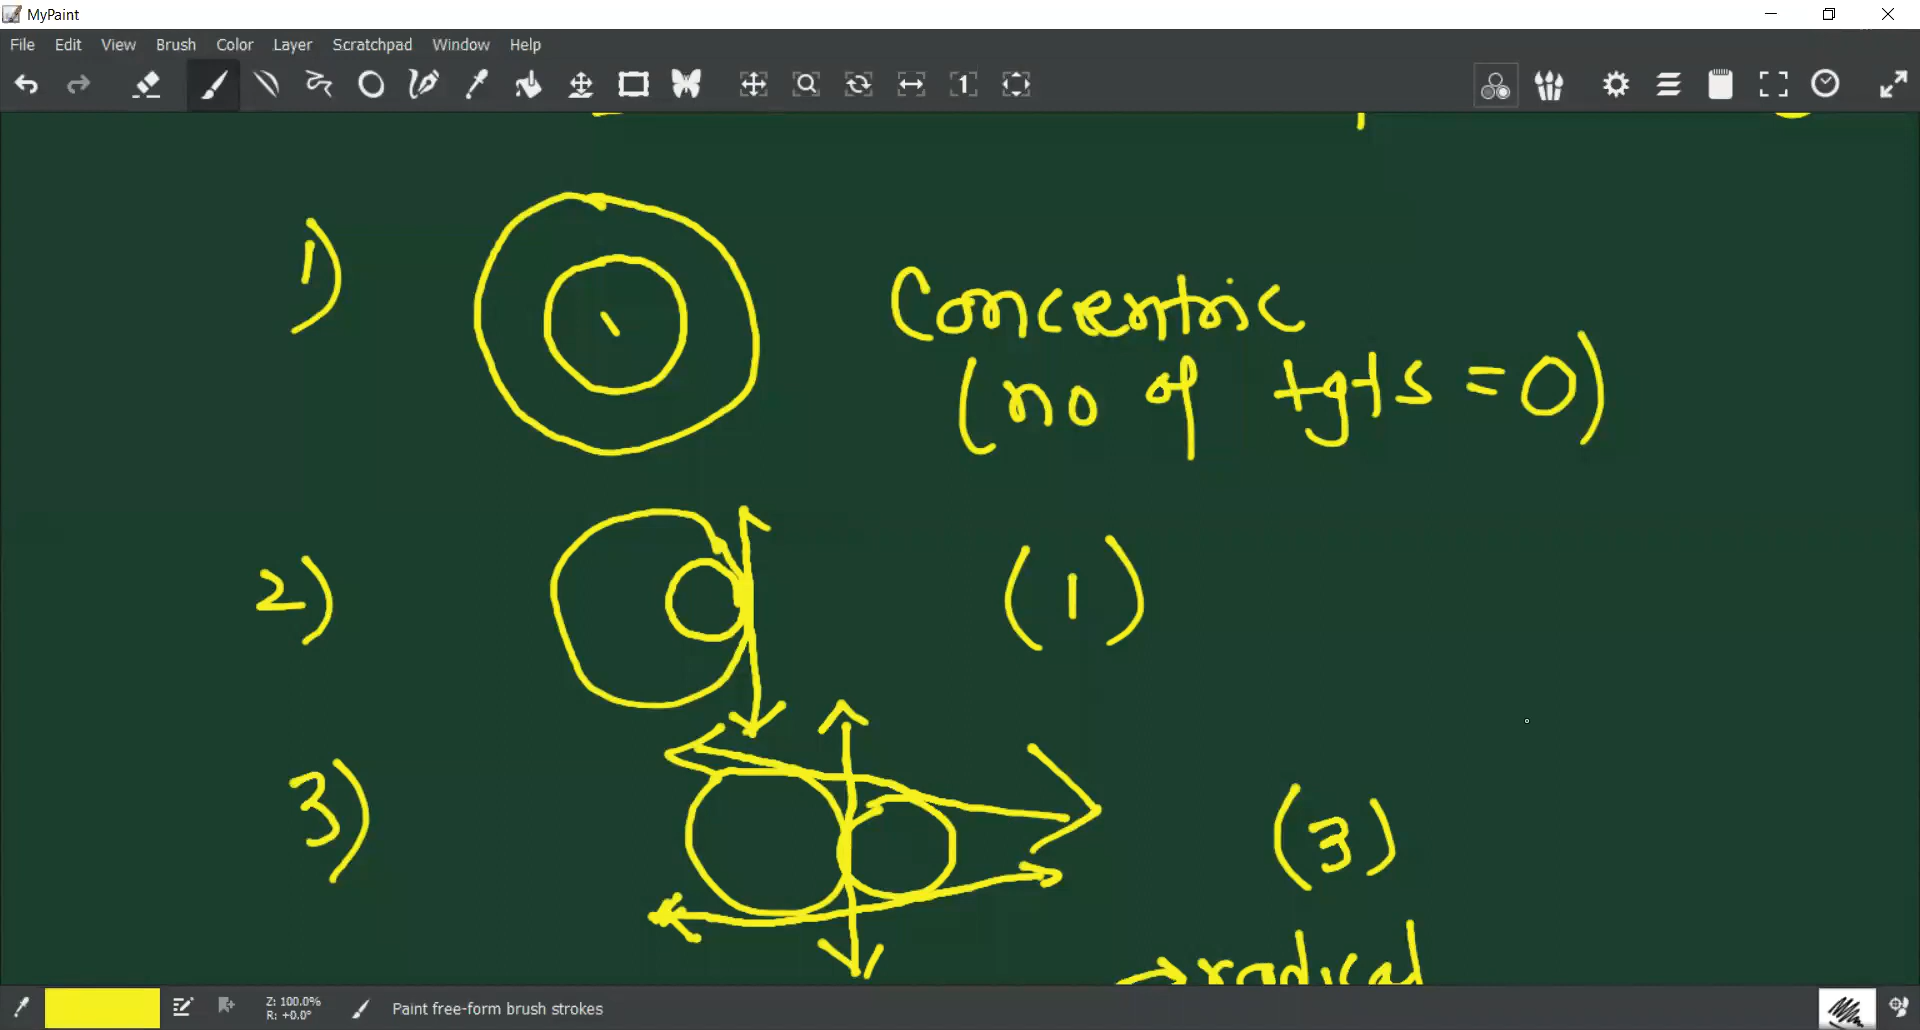 MyPaint
File Edit View Brush Color Layer Scratchpad Window Help
1)
Concentric
(no of tgts = 0)
2)
(1)
3)
(3)
→ radical
Z: 100.0%
R: +0.0°
Paint free-form brush strokes